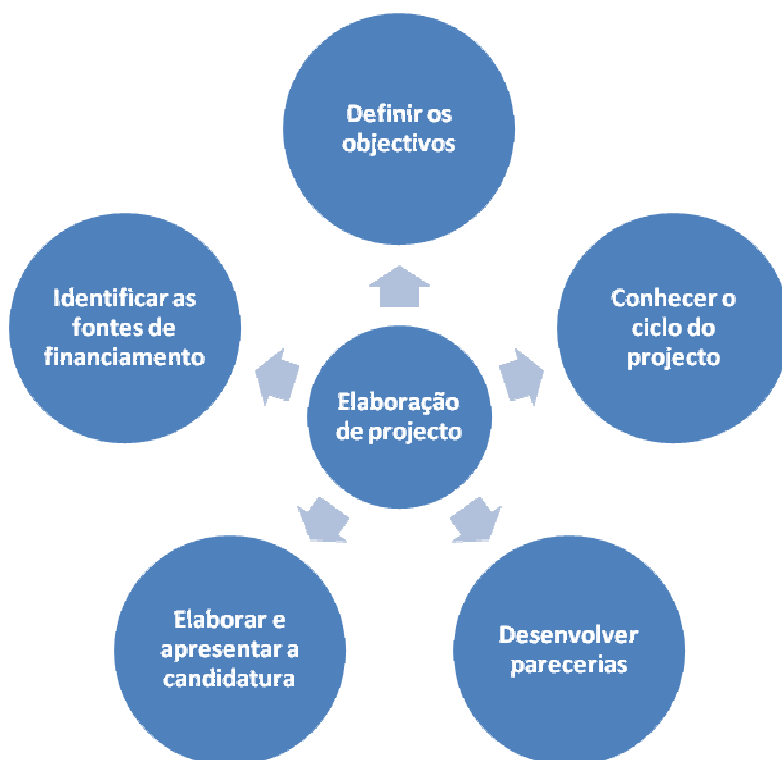 Definir os
objectivos
Identificar as
fontes de
financiamento
Conhecer o
ciclo do
projecto
Elaboração
de projecto
Elaborar e
apresentar a
candidatura
Desenvolver
parecerias